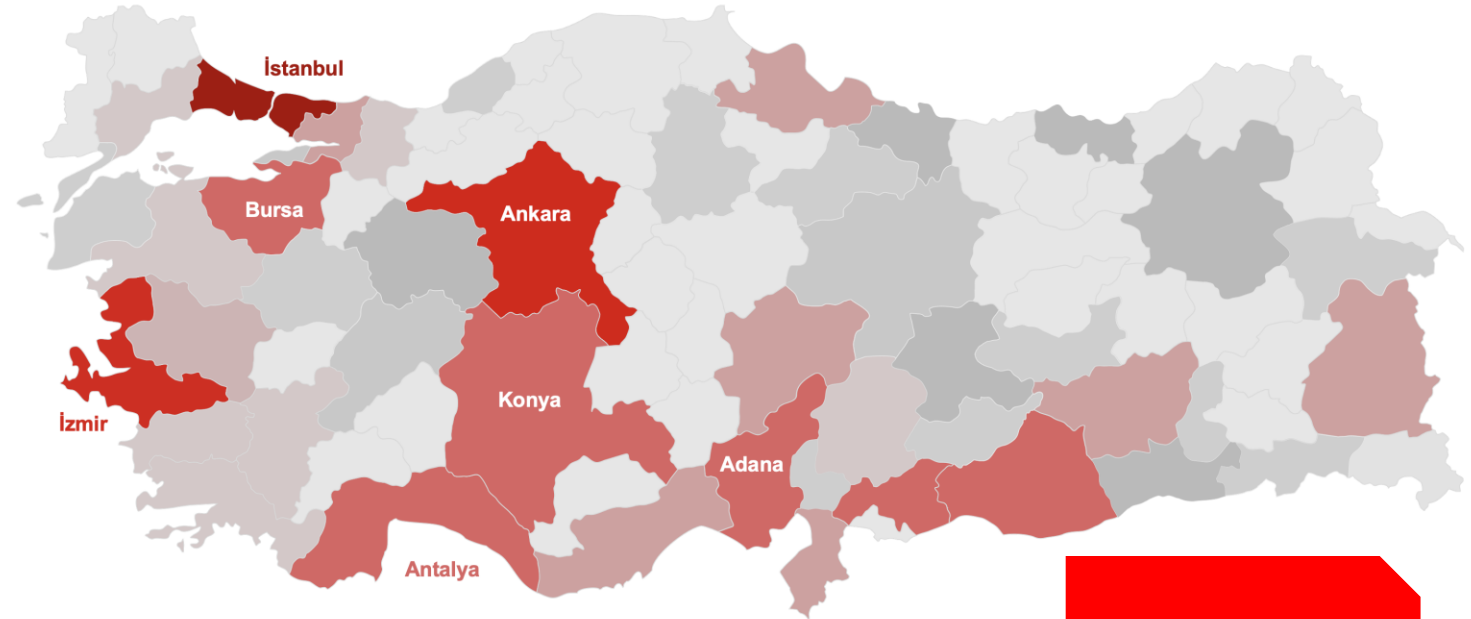 İstanbul
Bursa
Ankara
İzmir
Konya
Adana
Antalya